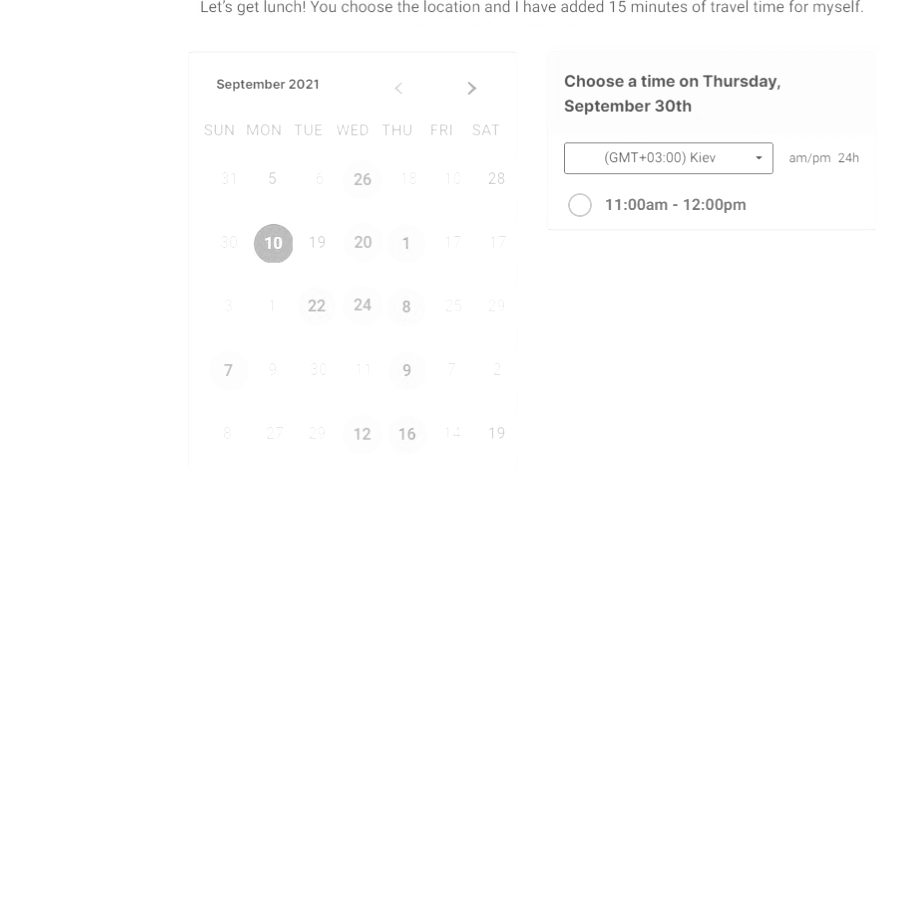 Let's get lunch! You choose the location and I have added 15 minutes of travel time for myself.
September 2021
SUN MON TUE WED THU FRI SAT
31 5 6 26 18 10 28
30 10 19 20 1 17 17
3 1 22 24 8 25 29
7 9 30 11 9 7 2
8 27 29 12 16 14 19
Choose a time on Thursday,
September 30th
(GMT+03:00) Kiev am/pm 24h
11:00am - 12:00pm